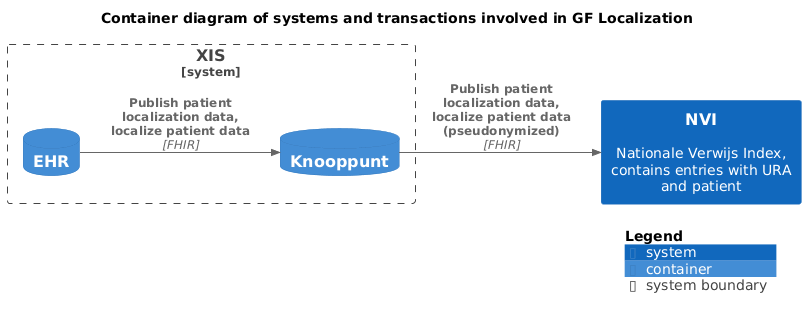 Container diagram of systems and transactions involved in GF Localization
XIS
[system]
Publish patient
localization data,
localize patient data
[FHIR]
EHR
Knooppunt
Publish patient
localization data,
localize patient data
(pseudonymized)
[FHIR]
NVI
Nationale Verwijs Index,
contains entries with URA
and patient
Legend
system
container
system boundary